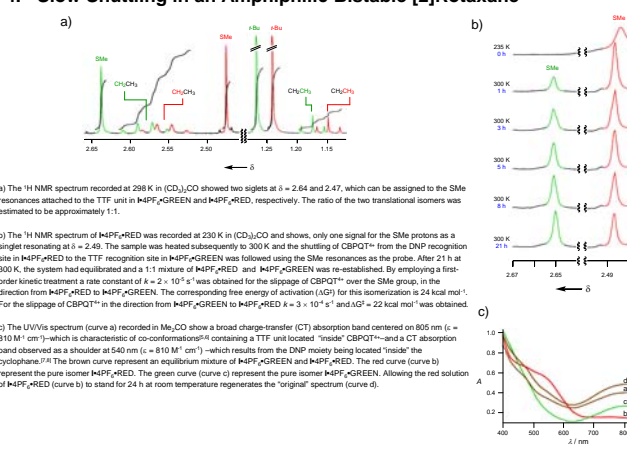 4. Slow Shuttling in an Amphiphilic Bistable [2]Rotaxane
a)
SMe
CH2CH3
CH2CH3
SMe
t-Bu
t-Bu
CH2CH3
CH2CH3
2.65 2.60 2.55 2.50 1.25 1.20 1.15
δ
a) The ¹H NMR spectrum recorded at 298 K in (CD3)2CO showed two siglets at δ = 2.64 and 2.47, which can be assigned to the SMe
resonances attached to the TTF unit in I•4PF6•GREEN and I•4PF6•RED, respectively. The ratio of the two translational isomers was
estimated to be approximately 1:1.
b) The ¹H NMR spectrum of I•4PF6•RED was recorded at 230 K in (CD3)2CO and shows, only one signal for the SMe protons as a
singlet resonating at δ = 2.49. The sample was heated subsequently to 300 K and the shuttling of CBPQT4+ from the DNP recognition
site in I•4PF6•RED to the TTF recognition site in I•4PF6•GREEN was followed using the SMe resonances as the probe. After 21 h at
300 K, the system had equilibrated and a 1:1 mixture of I•4PF6•RED and I•4PF6•GREEN was re-established. By employing a first-
order kinetic treatment a rate constant of k = 2 × 10-5 s-1 was obtained for the slippage of CBPQT4+ over the SMe group, in the
direction from I•4PF6•RED to I•4PF6•GREEN. The corresponding free energy of activation (ΔG‡) for this isomerization is 24 kcal mol-1.
For the slippage of CBPQT4+ in the direction from I•4PF6•GREEN to I•4PF6•RED k = 3 × 10-4 s-1 and ΔG‡ = 22 kcal mol-1 was obtained.
c) The UV/Vis spectrum (curve a) recorded in Me2CO show a broad charge-transfer (CT) absorption band centered on 805 nm (ε =
810 M-1 cm-1)–which is characteristic of co-conformations[5,6] containing a TTF unit located "inside" CBPQT4+–and a CT absorption
band observed as a shoulder at 540 nm (ε = 810 M-1 cm-1) –which results from the DNP moiety being located "inside" the
cyclophane.[7,8] The brown curve represent an equilibrium mixture of I•4PF6•GREEN and I•4PF6•RED. The red curve (curve b)
represent the pure isomer I•4PF6•RED. The green curve (curve c) represent the pure isomer I•4PF6•GREEN. Allowing the red solution
of I•4PF6•RED (curve b) to stand for 24 h at room temperature regenerates the "original" spectrum (curve d).
b)
SMe
235 K
0 h
SMe
300 K
1 h
300 K
3 h
300 K
5 h
300 K
8 h
300 K
21 h
2.67 2.65 2.49
δ
c)
1.0
0.8
A
0.6
0.4
0.2
d
a
c
b
400 500 600 700 800
λ / nm